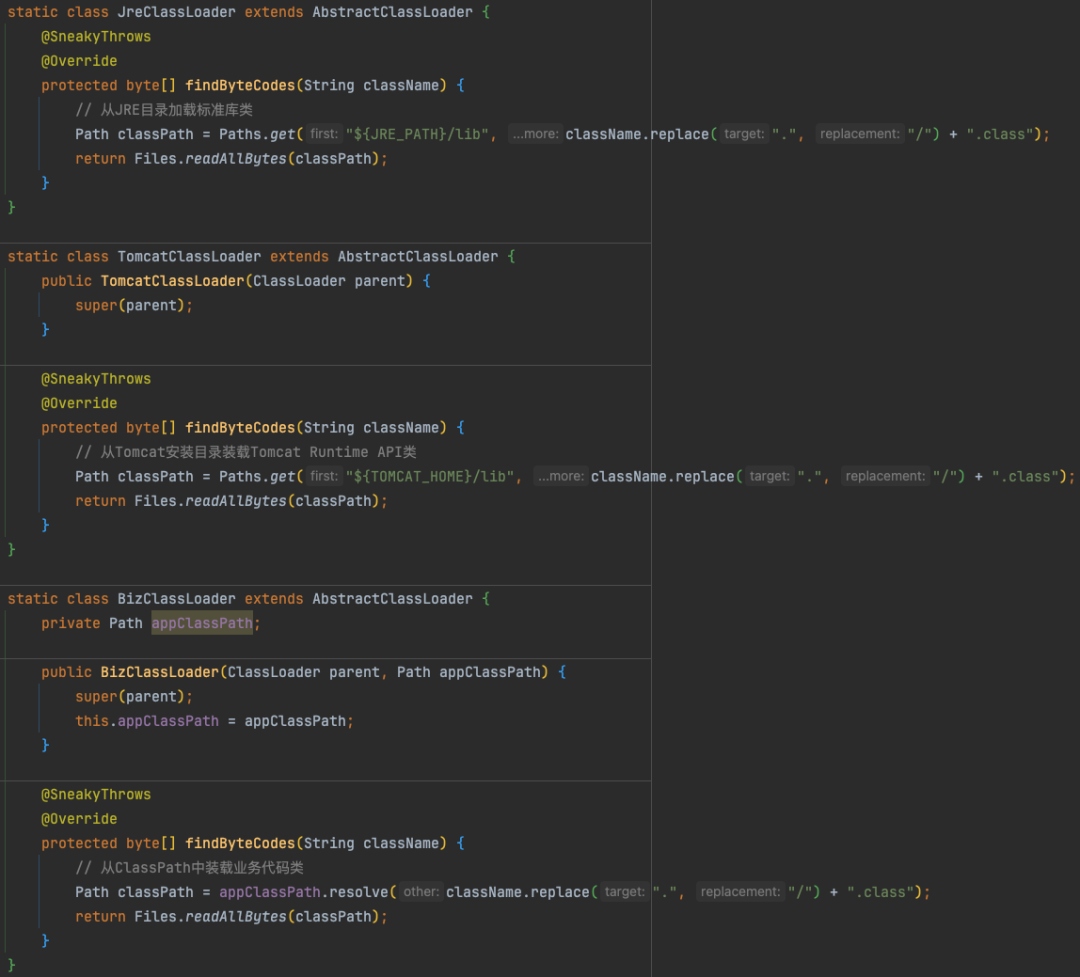 static class JreClassLoader extends AbstractClassLoader {
@SneakyThrows
@Override
protected byte[] findByteCodes(String className) {
// 从JRE目录加载标准库类
Path classPath = Paths.get( first: "${JRE_PATH}/lib", ...more: className.replace( target: ".", replacement: "/") + ".class");
return Files.readAllBytes(classPath);
}
}
static class TomcatClassLoader extends AbstractClassLoader {
public TomcatClassLoader(ClassLoader parent) {
super(parent);
}
@SneakyThrows
@Override
protected byte[] findByteCodes(String className) {
// 从Tomcat安装目录装载Tomcat Runtime API类
Path classPath = Paths.get( first: "${TOMCAT_HOME}/lib", ...more: className.replace( target: ".", replacement: "/") + ".class");
return Files.readAllBytes(classPath);
}
}
static class BizClassLoader extends AbstractClassLoader {
private Path appClassPath;
public BizClassLoader(ClassLoader parent, Path appClassPath) {
super(parent);
this.appClassPath = appClassPath;
}
@SneakyThrows
@Override
protected byte[] findByteCodes(String className) {
// 从ClassPath中装载业务代码类
Path classPath = appClassPath.resolve( other: className.replace( target: ".", replacement: "/") + ".class");
return Files.readAllBytes(classPath);
}
}